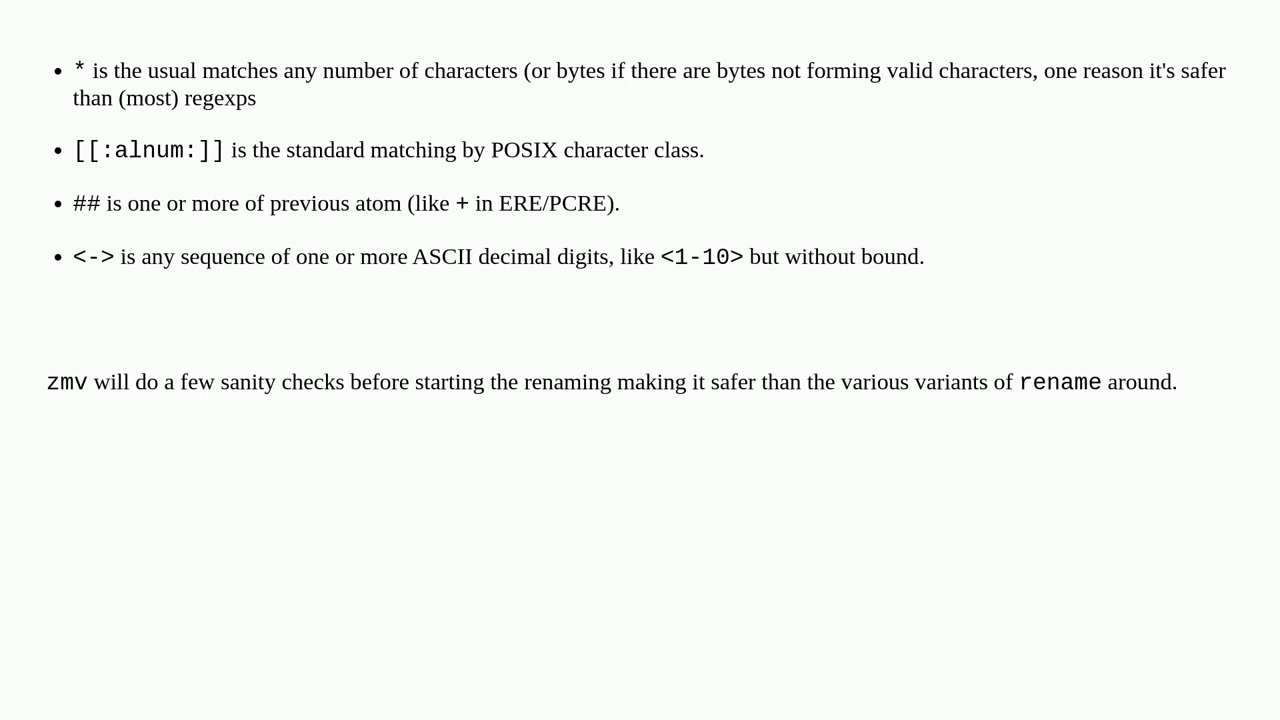 • * is the usual matches any number of characters (or bytes if there are bytes not forming valid characters, one reason it's safer
than (most) regexps
• [[:alnum:]] is the standard matching by POSIX character class.
• ## is one or more of previous atom (like + in ERE/PCRE).
• <-> is any sequence of one or more ASCII decimal digits, like <1-10> but without bound.
zmv will do a few sanity checks before starting the renaming making it safer than the various variants of rename around.